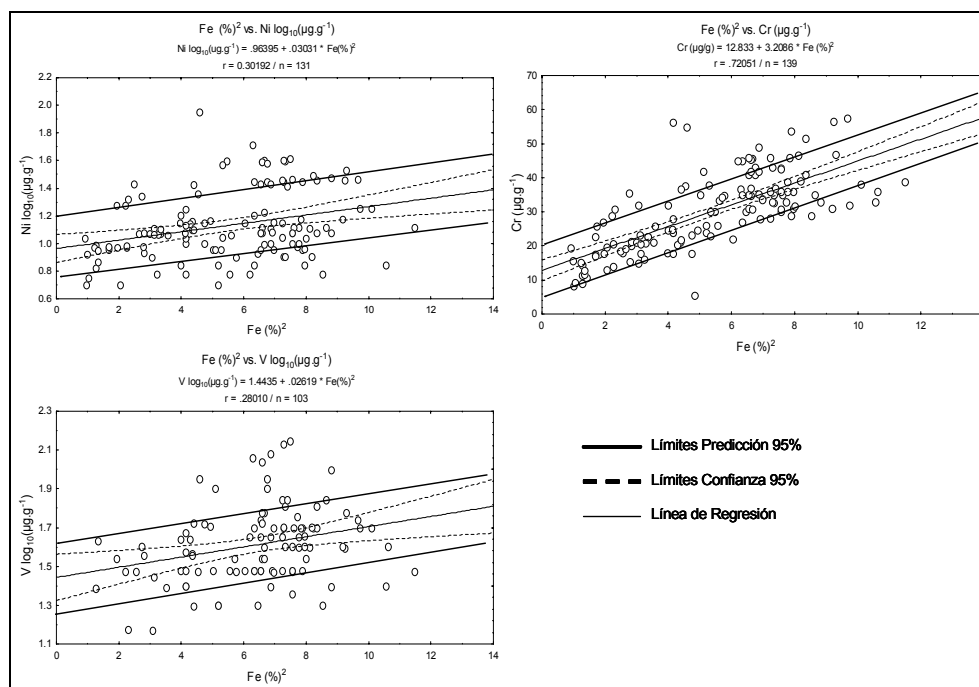 Fe (%)² vs. Ni log₁₀(µg.g⁻¹)
Ni log₁₀(µg.g⁻¹) = .96395 + .03031 * Fe(%)²
r = 0.30192 / n = 131
2.2
2.0
1.8
1.6
1.4
1.2
1.0
0.8
0.6
Ni log₁₀(µg.g⁻¹)
0 2 4 6 8 10 12 14
Fe (%)²
Fe (%)² vs. Cr (µg.g⁻¹)
Cr (µg/g) = 12.833 + 3.2086 * Fe (%)²
r = .72051 / n = 139
70
60
50
40
30
20
10
0
Cr (µg.g⁻¹)
0 2 4 6 8 10 12
Fe (%)²
Fe (%)² vs. V log₁₀(µg.g⁻¹)
V log₁₀(µg.g⁻¹) = 1.4435 + .02619 * Fe(%)²
r = .28010 / n = 103
2.3
2.1
1.9
1.7
1.5
1.3
1.1
V log₁₀(µg.g⁻¹)
0 2 4 6 8 10 12 14
Fe (%)²
Límites Predicción 95%
Límites Confianza 95%
Línea de Regresión